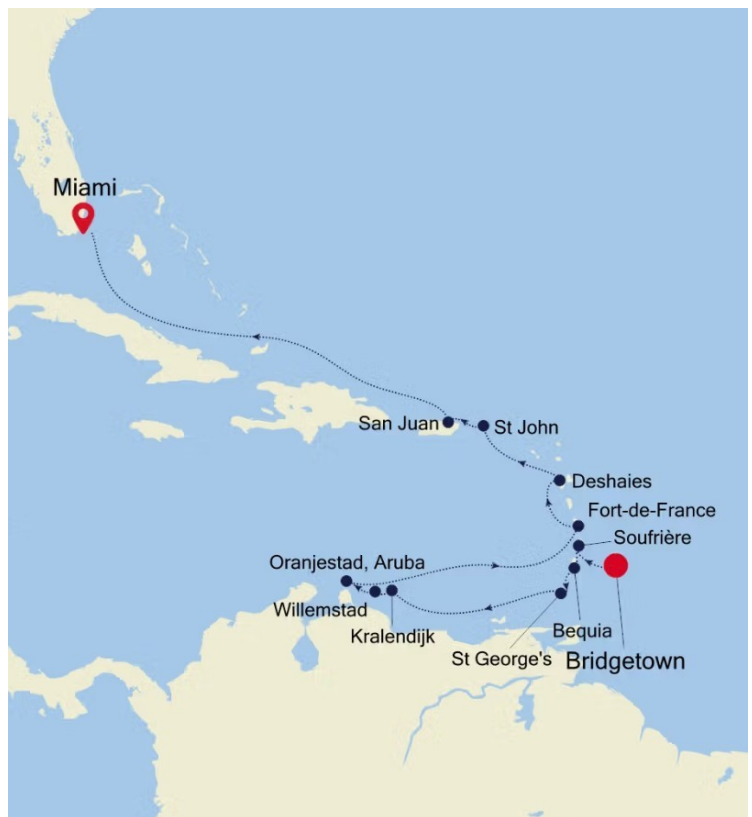 Miami
San Juan
St John
Deshaies
Fort-de-France
Soufrière
Oranjestad, Aruba
Willemstad
Kralendijk
Bequia
St George's
Bridgetown